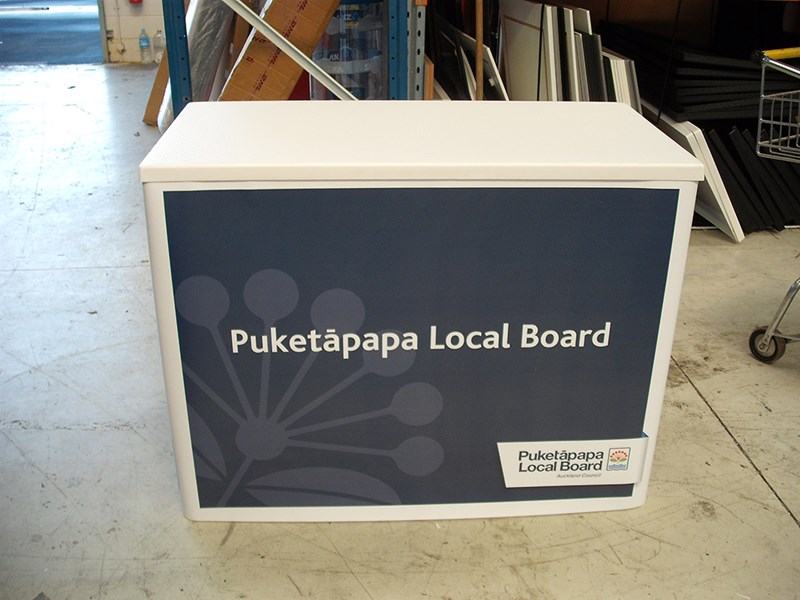 Puketāpapa Local Board
Puketāpapa
Local Board
Auckland Council